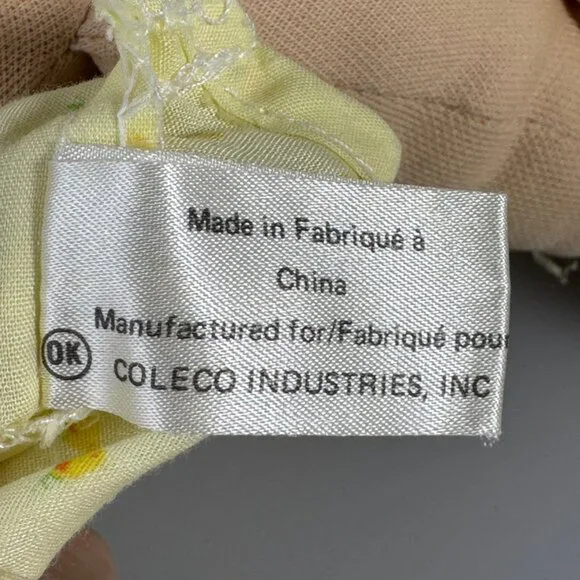 Made in Fabriqué à
China
Manufactured for/Fabriqué pour
OK
COLECO INDUSTRIES, INC